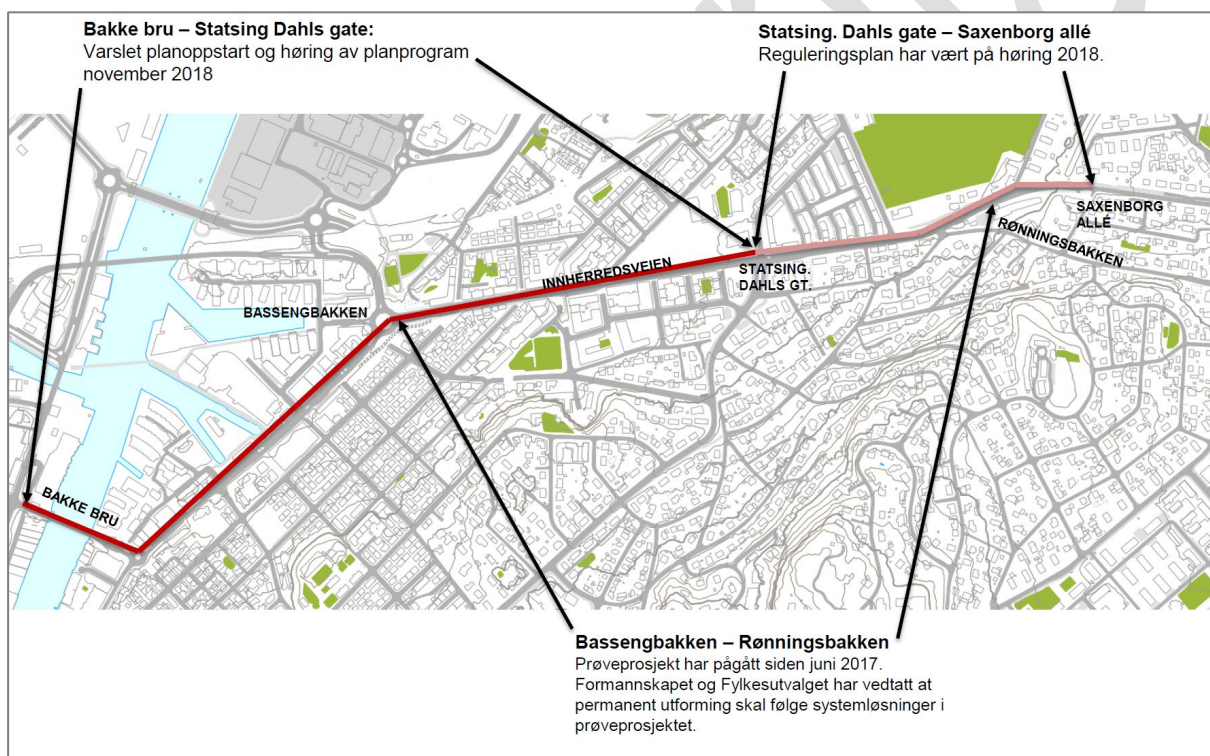 Bakke bru – Statsing Dahls gate:
Varslet planoppstart og høring av planprogram
november 2018
Statsing. Dahls gate – Saxenborg allé
Reguleringsplan har vært på høring 2018.
SAXENBORG
ALLÉ
RØNNINGSBAKKEN
INNHERREDSVEIEN
STATSING.
DAHLS GT.
BASSENGBAKKEN
BAKKE BRU
Bassengbakken – Rønningsbakken
Prøveprosjekt har pågått siden juni 2017.
Formannskapet og Fylkesutvalget har vedtatt at
permanent utforming skal følge systemløsninger i
prøveprosjektet.